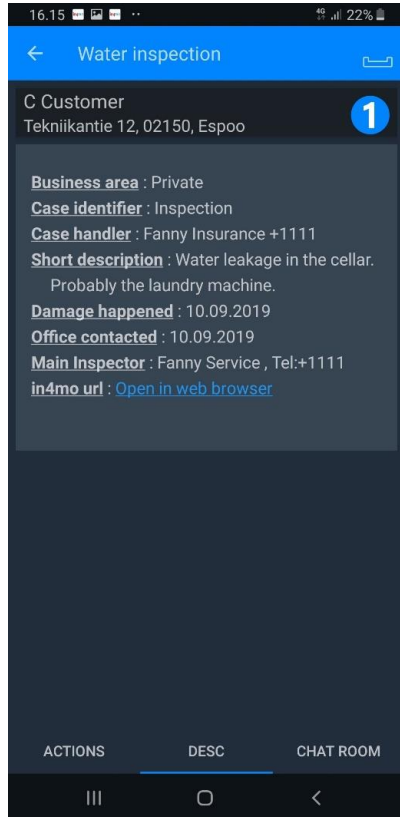 16.15
4G
22%
Water inspection
C Customer
1
Tekniikantie 12, 02150, Espoo
Business area : Private
Case identifier : Inspection
Case handler : Fanny Insurance +1111
Short description : Water leakage in the cellar.
Probably the laundry machine.
Damage happened : 10.09.2019
Office contacted : 10.09.2019
Main Inspector : Fanny Service , Tel:+1111
in4mo url : Open in web browser
ACTIONS
DESC
CHAT ROOM